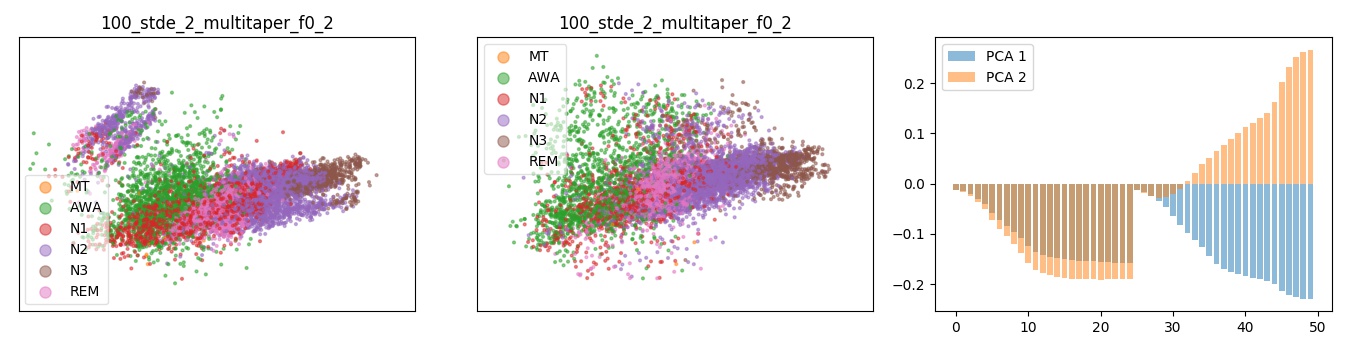 100_stde_2_multitaper_f0_2
MT
AWA
N1
N2
N3
REM
100_stde_2_multitaper_f0_2
MT
AWA
N1
N2
N3
REM
PCA 1
PCA 2
0.2
0.1
0.0
−0.1
−0.2
0 10 20 30 40 50